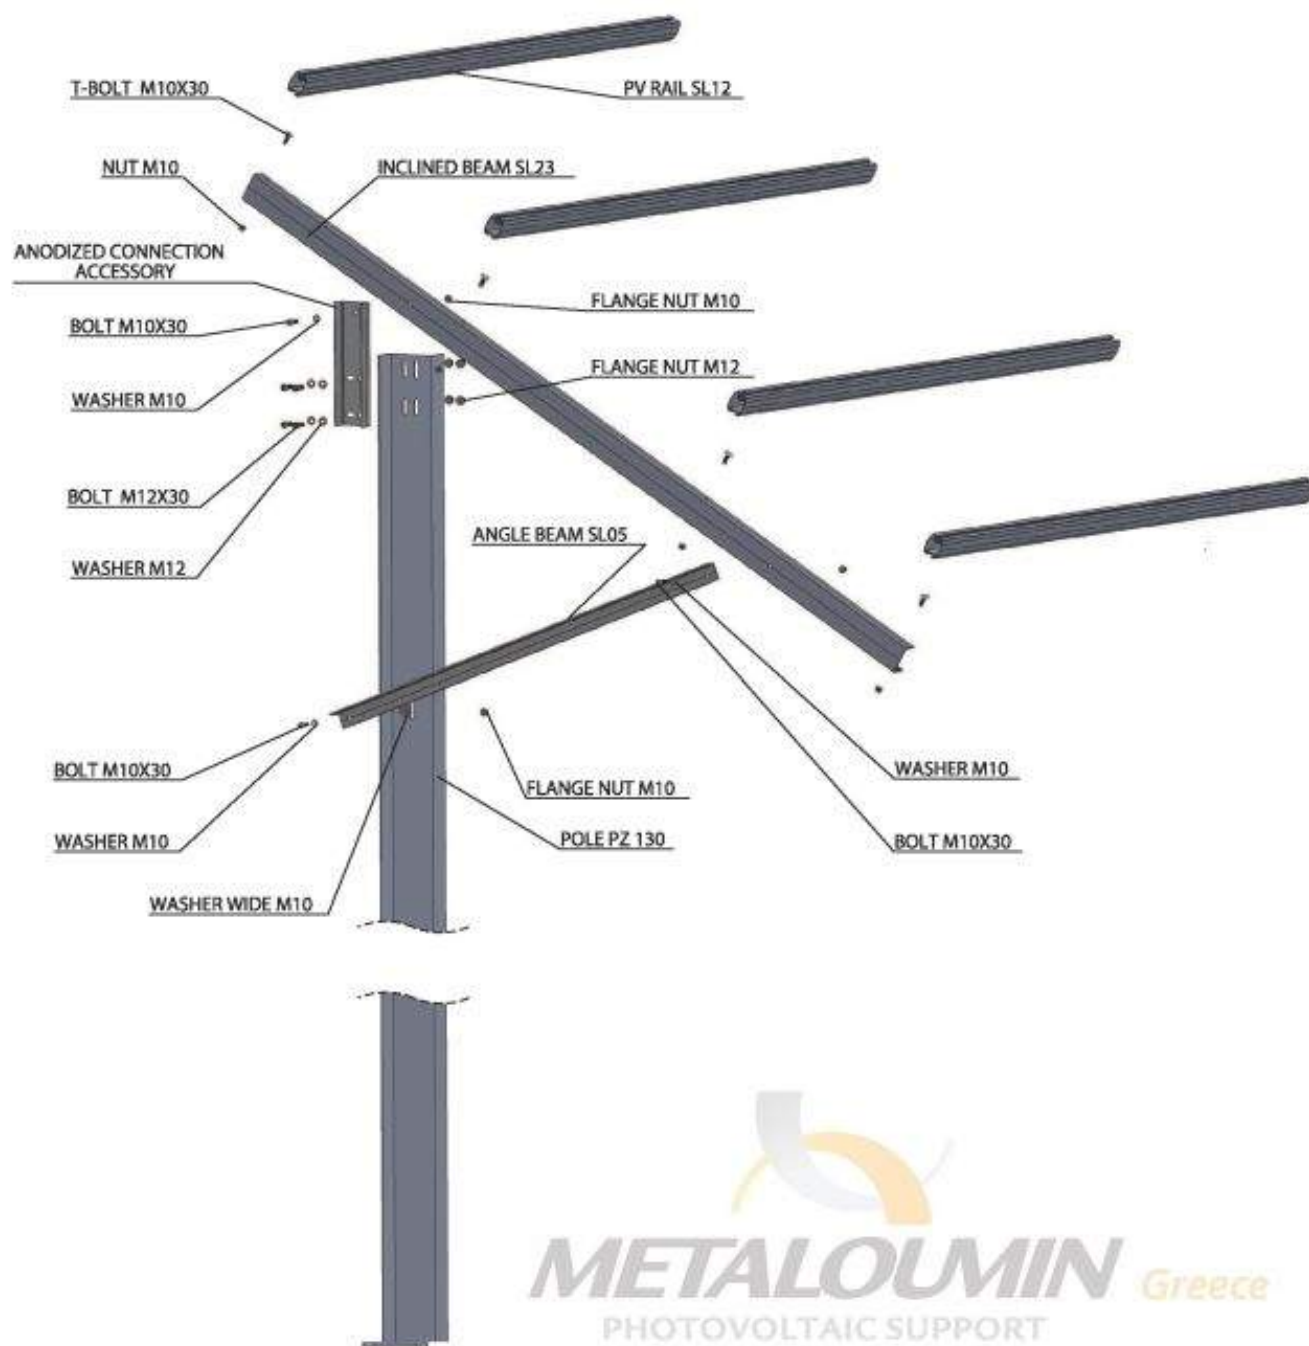 T-BOLT M10X30
PV RAIL SL12
NUT M10
INCLINED BEAM SL23
ANODIZED CONNECTION
ACCESSORY
FLANGE NUT M10
BOLT M10X30
FLANGE NUT M12
WASHER M10
BOLT M12X30
ANGLE BEAM SL05
WASHER M12
BOLT M10X30
WASHER M10
FLANGE NUT M10
WASHER M10
POLE PZ 130
BOLT M10X30
WASHER WIDE M10
METALOUMIN Greece
PHOTOVOLTAIC SUPPORT